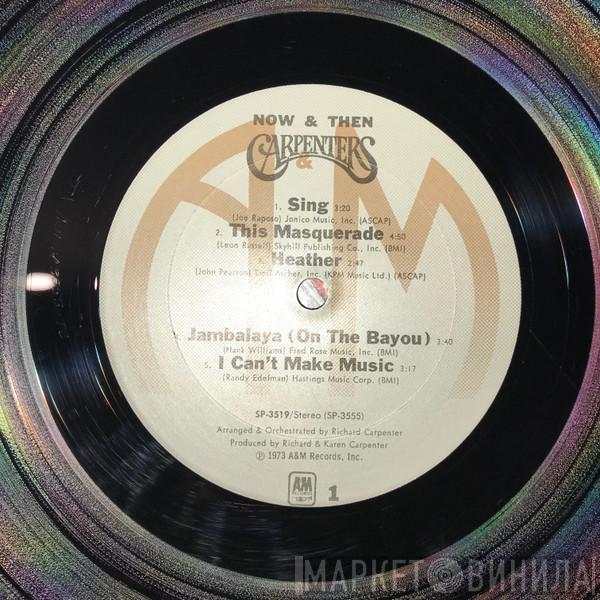 NOW & THEN
CARPENTERS
A&M
1. Sing 3:20
(Joe Raposo) Jonico Music, Inc. (ASCAP)
2. This Masquerade 4:50
(Leon Russell) Skyhill Publishing Co., Inc. (BMI)
3. Heather 2:47
(John Pearson) Emil Ascher, Inc. (KPM Music Ltd.) (ASCAP)
4. Jambalaya (On The Bayou) 3:40
(Hank Williams) Fred Rose Music, Inc. (BMI)
5. I Can't Make Music 3:17
(Randy Edelman) Hastings Music Corp. (BMI)
SP-3519/Stereo (SP-3555)
Arranged & Orchestrated by Richard Carpenter
Produced by Richard & Karen Carpenter
℗ 1973 A&M Records, Inc.
AM
RECORDS
1
МАРКЕТ ВИНИЛА